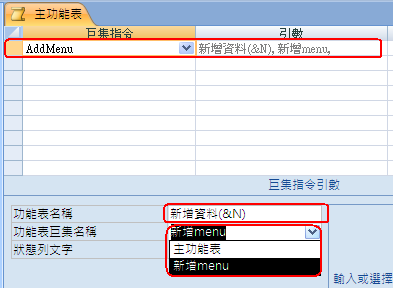 主功能表
巨集指令 引數
AddMenu 新增資料(&N), 新增menu,
巨集指令引數
功能表名稱 新增資料(&N)
功能表巨集名稱 新增menu
狀態列文字 主功能表
新增menu
輸入或選擇